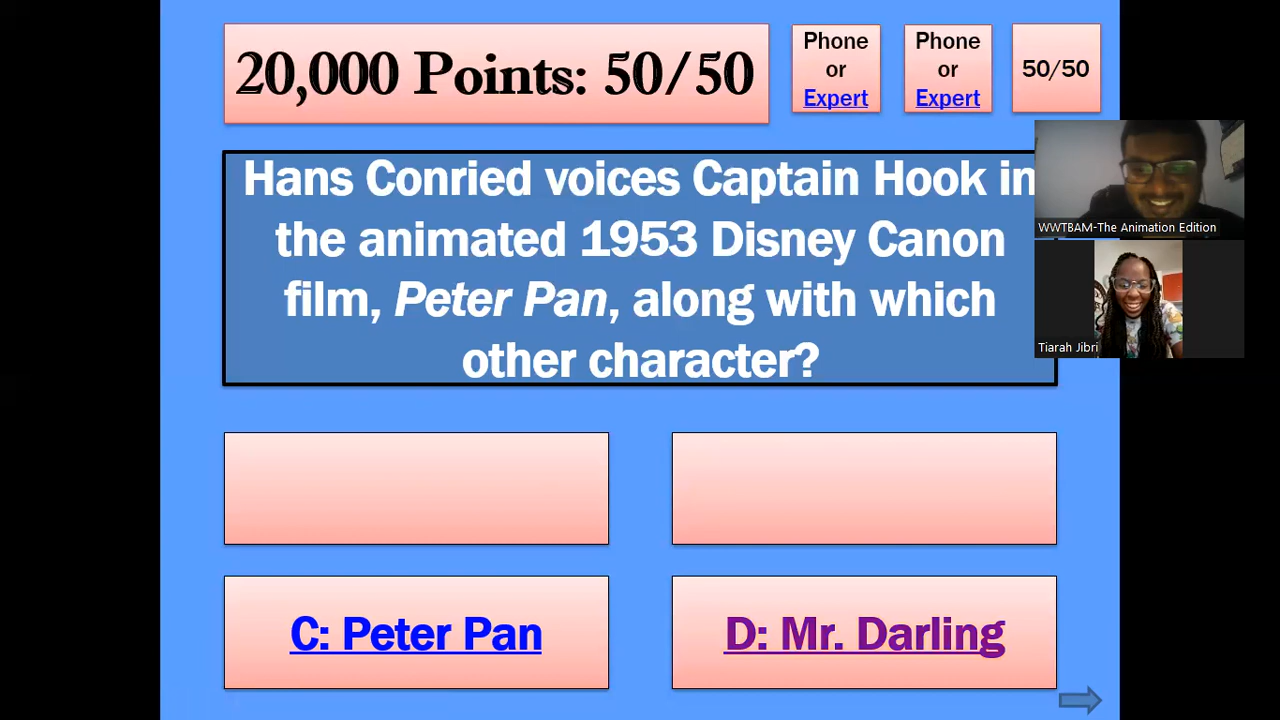 20,000 Points: 50/50
Phone
or
Expert
Phone
or
Expert
50/50
Hans Conried voices Captain Hook in
the animated 1953 Disney Canon
film, Peter Pan, along with which
other character?
WWTBAM-The Animation Edition
Tiarah Jibri
C: Peter Pan
D: Mr. Darling